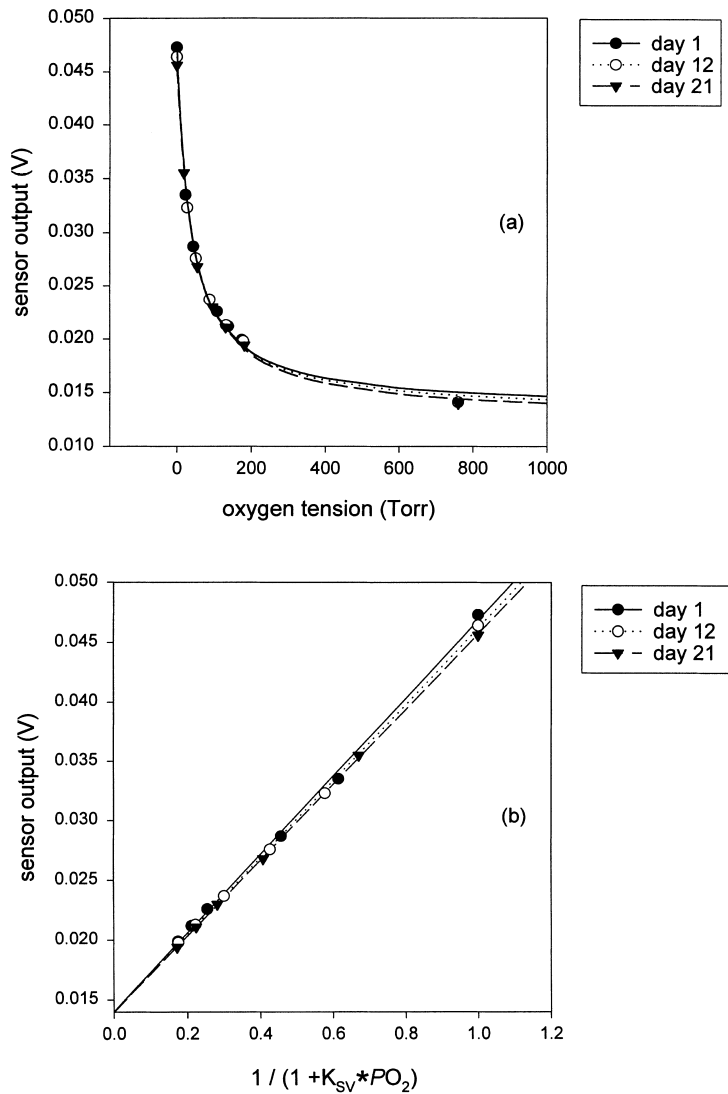 0.050
0.045
0.040
0.035
0.030
0.025
0.020
0.015
0.010
sensor output (V)
0 200 400 600 800 1000
oxygen tension (Torr)
(a)
day 1
day 12
day 21
0.050
0.045
0.040
0.035
0.030
0.025
0.020
0.015
sensor output (V)
0.0 0.2 0.4 0.6 0.8 1.0 1.2
1 / (1 +K_SV*PO_2)
(b)
day 1
day 12
day 21